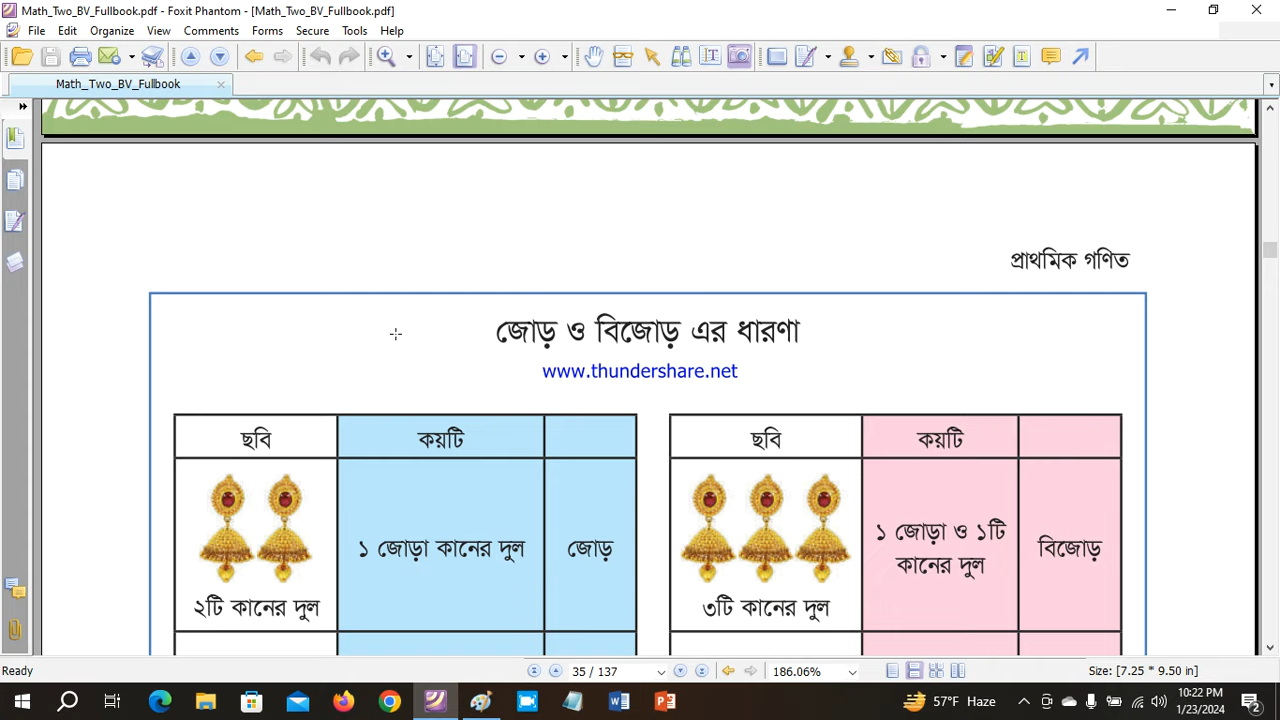 Math_Two_BV_Fullbook.pdf - Foxit Phantom - [Math_Two_BV_Fullbook.pdf]
File Edit Organize View Comments Forms Secure Tools Help
Math_Two_BV_Fullbook
প্রাথমিক গণিত
জোড় ও বিজোড় এর ধারণা
www.thundershare.net
ছবি কয়টি
১ জোড়া কানের দুল জোড়
২টি কানের দুল
ছবি কয়টি
১ জোড়া ও ১টি
কানের দুল
বিজোড়
৩টি কানের দুল
Ready 35 / 137 186.06% Size: [7.25 * 9.50 in]
57°F Haze
10:22 PM
1/23/2024
2